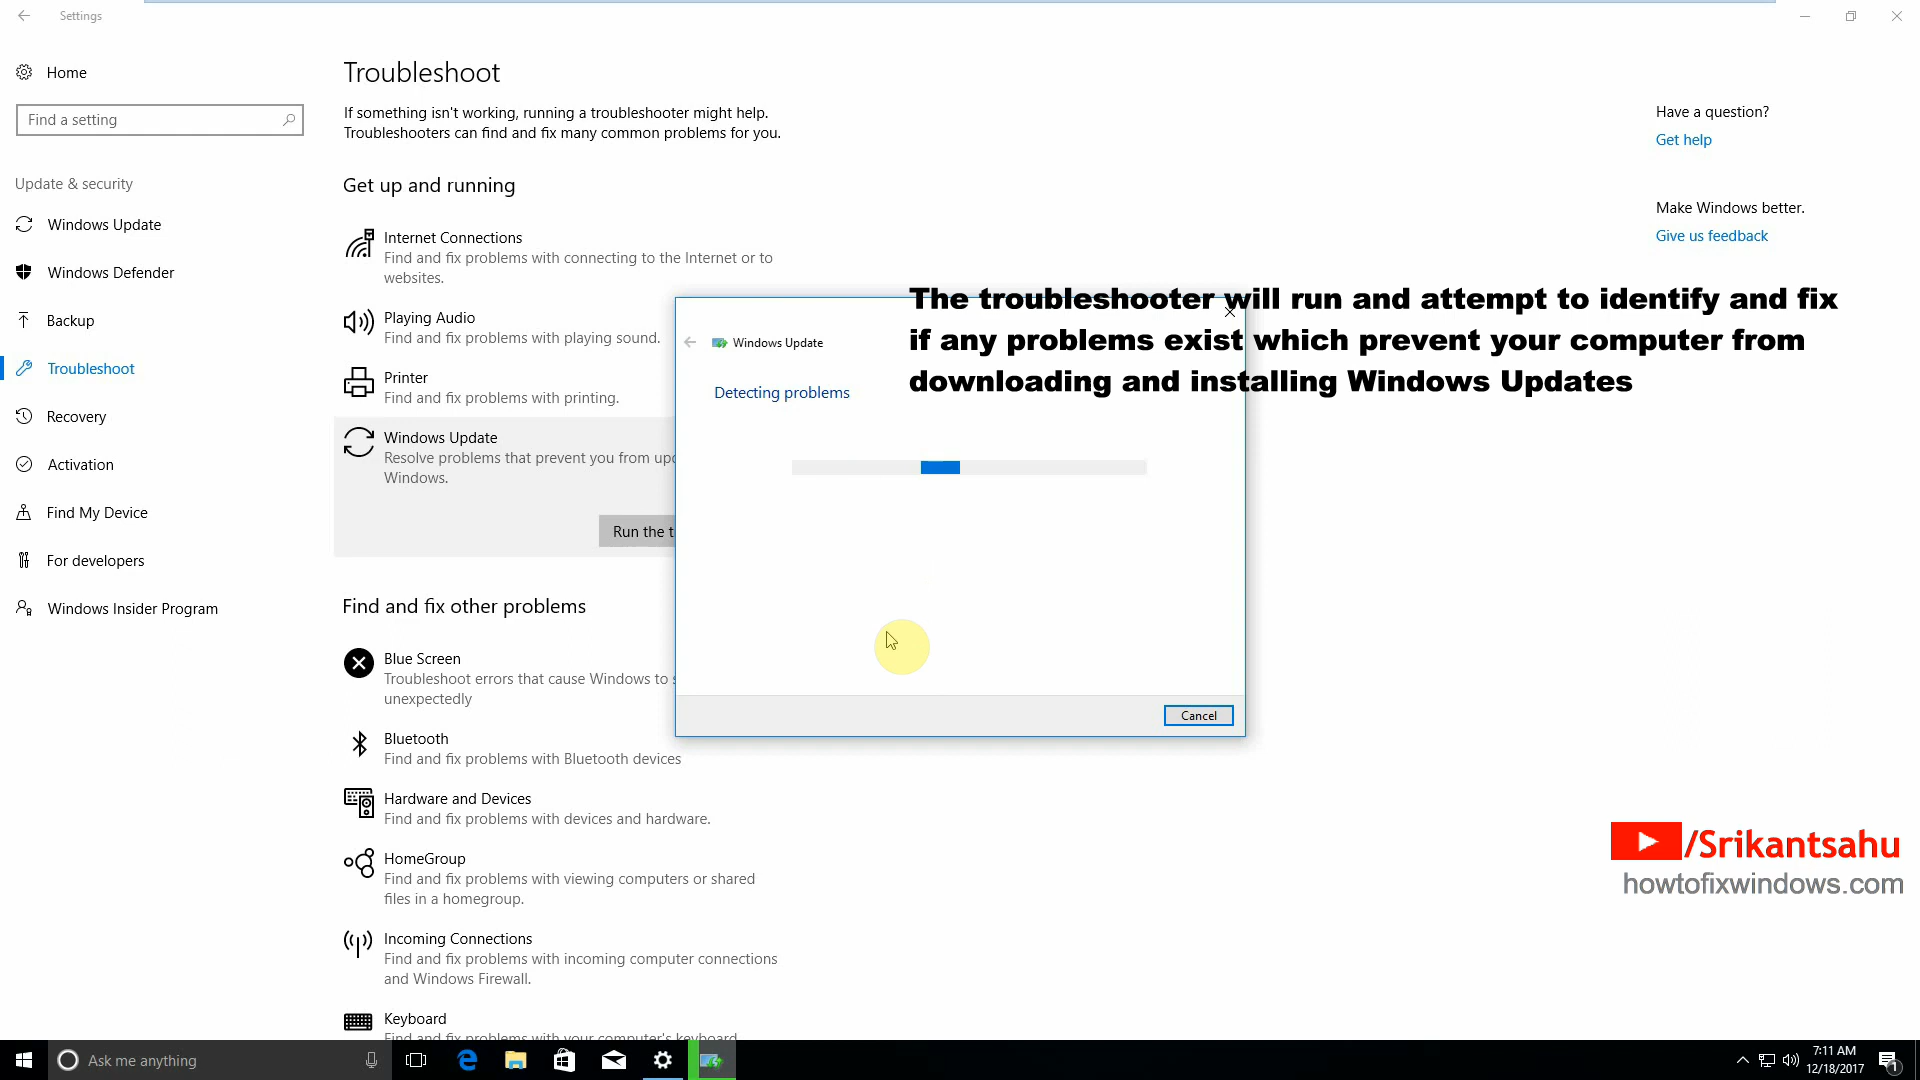 Settings
Home
Find a setting
Update & security
Windows Update
Windows Defender
Backup
Troubleshoot
Recovery
Activation
Find My Device
For developers
Windows Insider Program
Troubleshoot
If something isn't working, running a troubleshooter might help.
Troubleshooters can find and fix many common problems for you.
Get up and running
Internet Connections
Find and fix problems with connecting to the Internet or to
websites.
Playing Audio
Find and fix problems with playing sound.
Printer
Find and fix problems with printing.
Windows Update
Resolve problems that prevent you from
Windows.
Run the
Find and fix other problems
Blue Screen
Troubleshoot errors that cause Windows to
unexpectedly
Bluetooth
Find and fix problems with Bluetooth devices
Hardware and Devices
Find and fix problems with devices and hardware.
HomeGroup
Find and fix problems with viewing computers or shared
files in a homegroup.
Incoming Connections
Find and fix problems with incoming computer connections
and Windows Firewall.
Keyboard
Find and fix problems with your computer's keyboard
Windows Update
Detecting problems
Cancel
The troubleshooter will run and attempt to identify and fix
if any problems exist which prevent your computer from
downloading and installing Windows Updates
Have a question?
Get help
Make Windows better.
Give us feedback
/Srikantsahu
howtofixwindows.com
Ask me anything
7:11 AM
12/18/2017
1